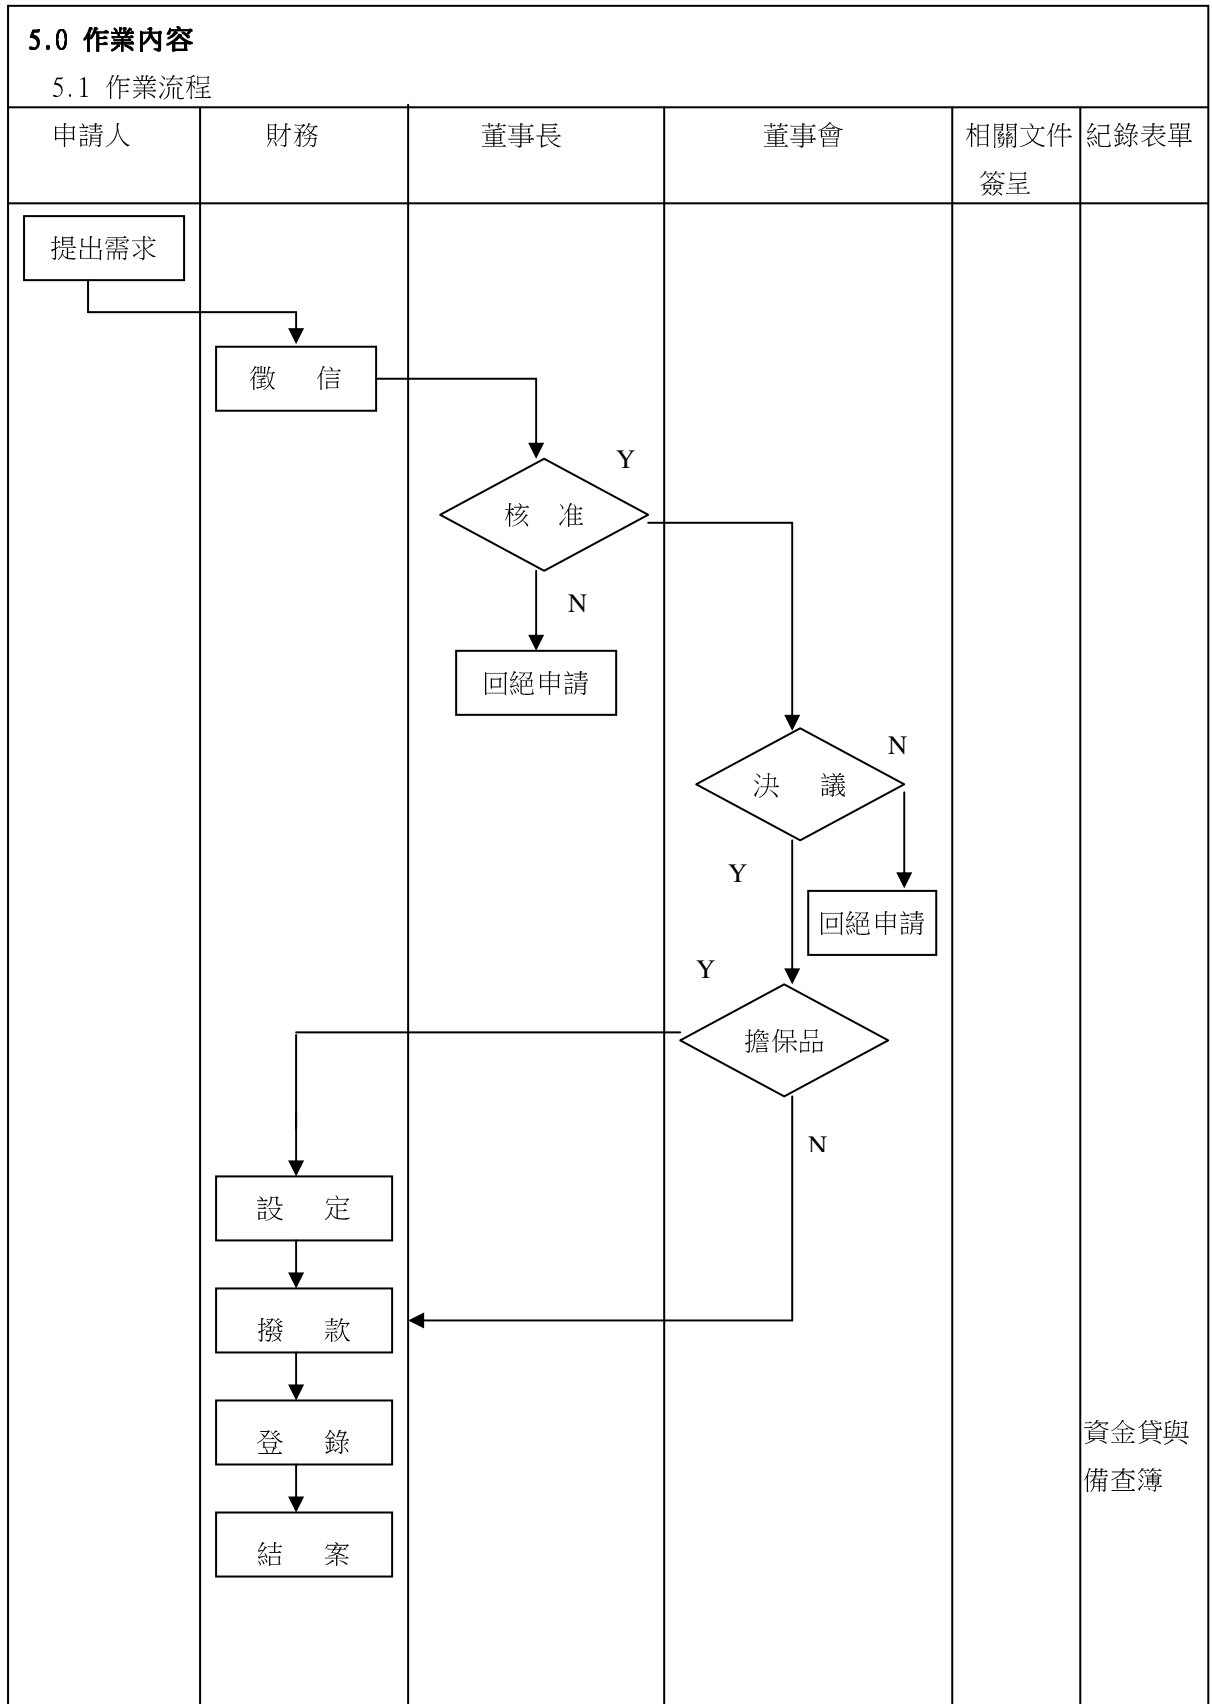 5.0 作業內容
5.1 作業流程
申請人 財務 董事長 董事會 相關文件 紀錄表單
簽呈
提出需求
徵 信
Y
核 准
N
回絕申請
N
決 議
Y
回絕申請
Y
擔保品
N
設 定
撥 款
登 錄
資金貸與
備查簿
結 案